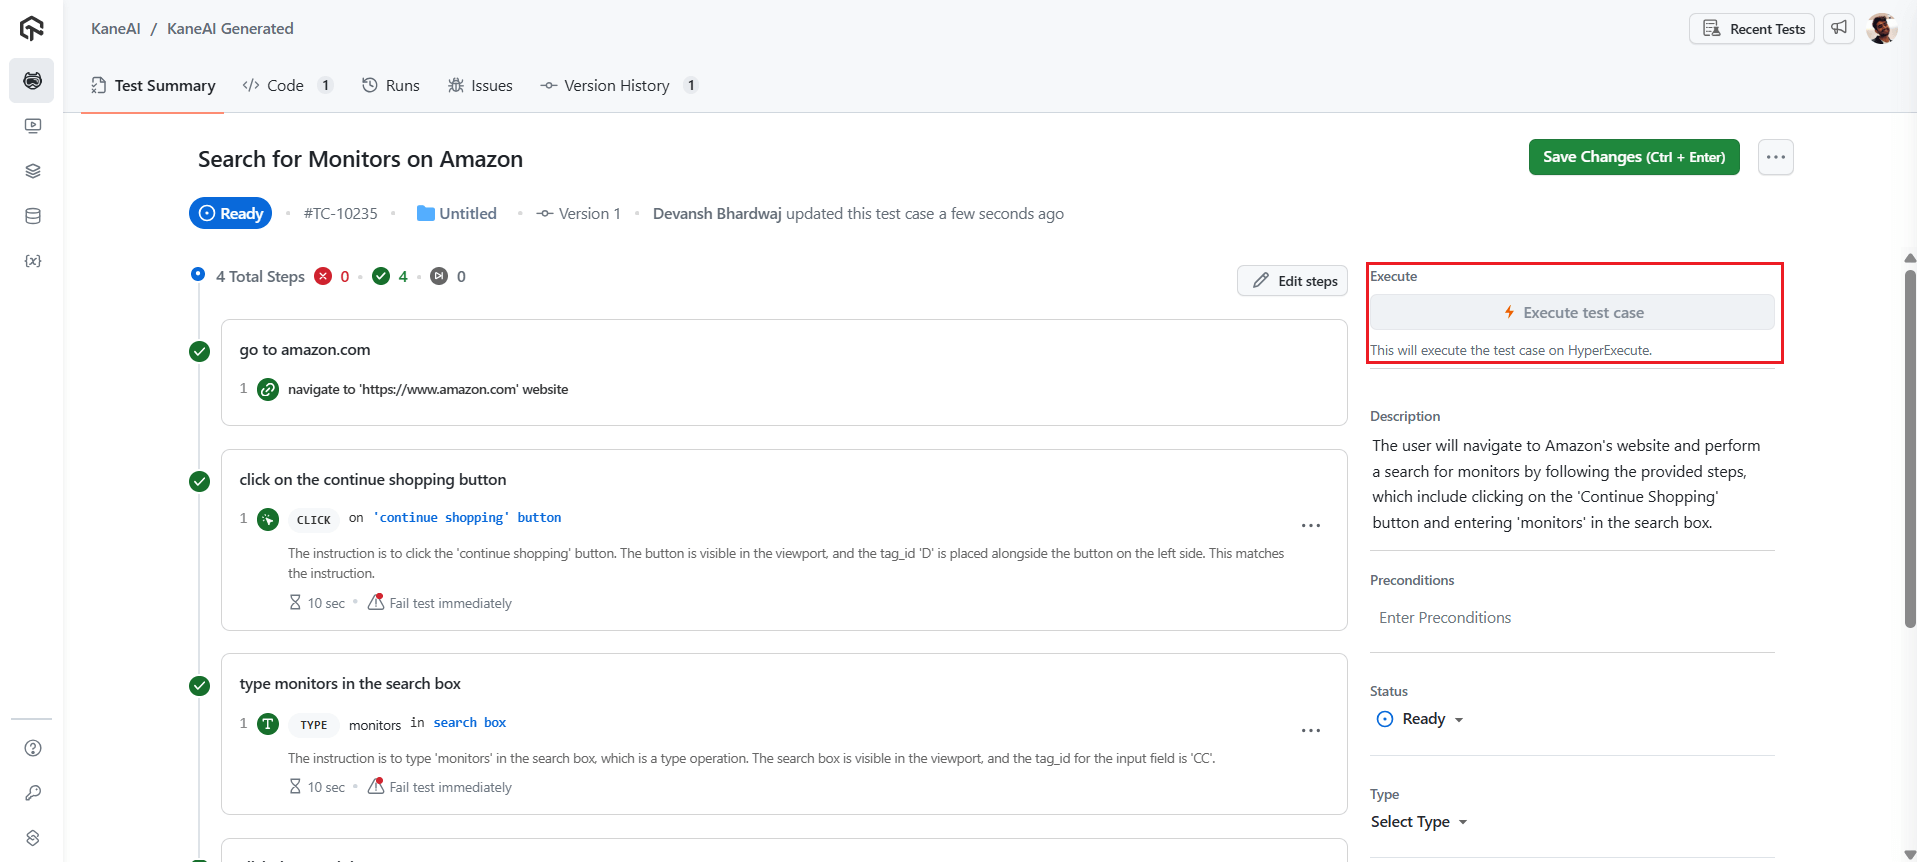 KaneAI / KaneAI Generated
Recent Tests
Test Summary
Code 1
Runs
Issues
Version History 1
Search for Monitors on Amazon
Save Changes (Ctrl + Enter)
Ready
#TC-10235
Untitled
Version 1
Devansh Bhardwaj updated this test case a few seconds ago
4 Total Steps 0 4 0
Edit steps
go to amazon.com
1 navigate to 'https://www.amazon.com' website
click on the continue shopping button
1 CLICK on 'continue shopping' button
The instruction is to click the 'continue shopping' button. The button is visible in the viewport, and the tag_id 'D' is placed alongside the button on the left side. This matches
the instruction.
10 sec Fail test immediately
type monitors in the search box
1 T TYPE monitors in search box
The instruction is to type 'monitors' in the search box, which is a type operation. The search box is visible in the viewport, and the tag_id for the input field is 'CC'.
10 sec Fail test immediately
Execute
Execute test case
This will execute the test case on HyperExecute.
Description
The user will navigate to Amazon's website and perform
a search for monitors by following the provided steps,
which include clicking on the 'Continue Shopping'
button and entering 'monitors' in the search box.
Preconditions
Enter Preconditions
Status
Ready
Type
Select Type